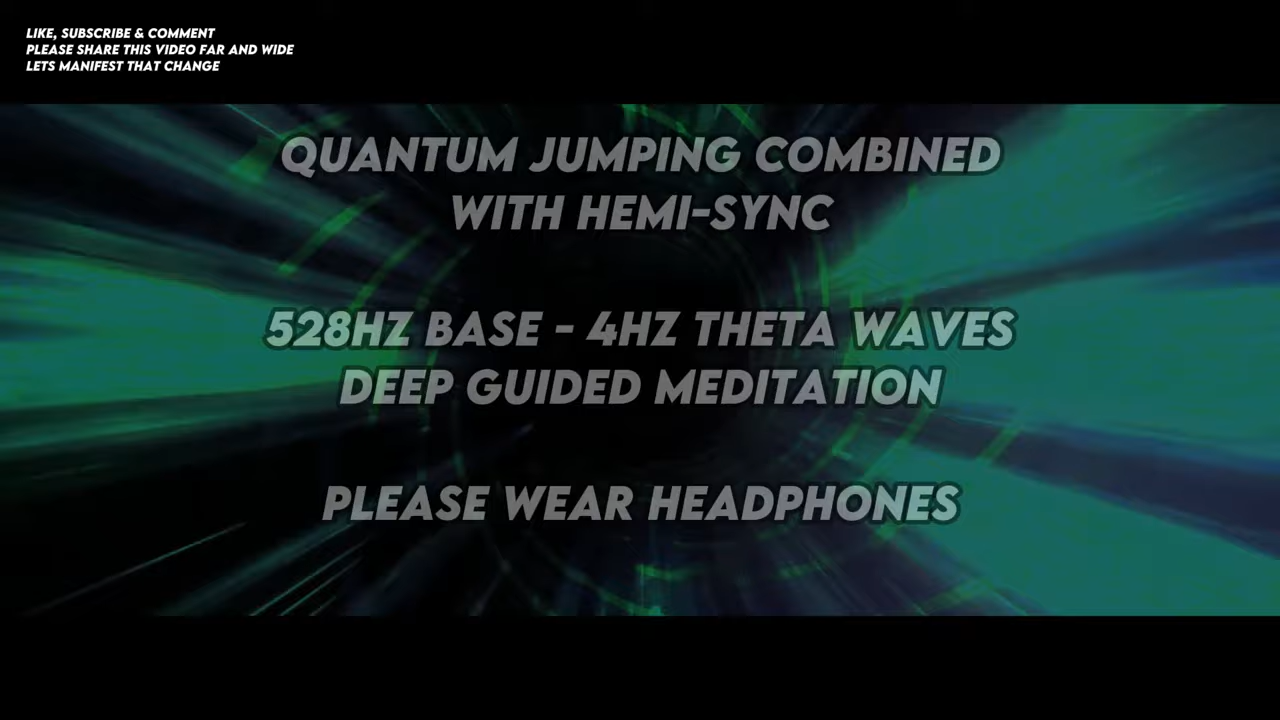 LIKE, SUBSCRIBE & COMMENT
PLEASE SHARE THIS VIDEO FAR AND WIDE
LETS MANIFEST THAT CHANGE
QUANTUM JUMPING COMBINED
WITH HEMI-SYNC
528HZ BASE - 4HZ THETA WAVES
DEEP GUIDED MEDITATION
PLEASE WEAR HEADPHONES